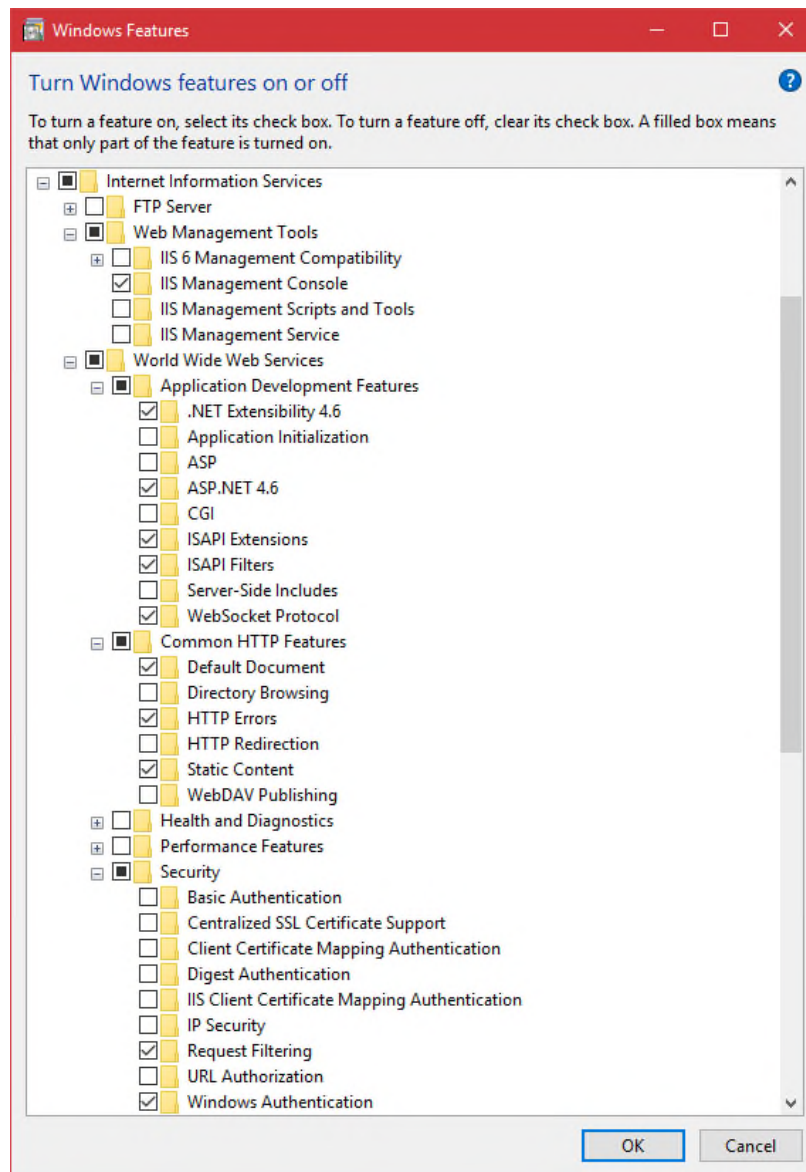 Windows Features
Turn Windows features on or off
To turn a feature on, select its check box. To turn a feature off, clear its check box. A filled box means
that only part of the feature is turned on.
Internet Information Services
FTP Server
Web Management Tools
IIS 6 Management Compatibility
IIS Management Console
IIS Management Scripts and Tools
IIS Management Service
World Wide Web Services
Application Development Features
.NET Extensibility 4.6
Application Initialization
ASP
ASP.NET 4.6
CGI
ISAPI Extensions
ISAPI Filters
Server-Side Includes
WebSocket Protocol
Common HTTP Features
Default Document
Directory Browsing
HTTP Errors
HTTP Redirection
Static Content
WebDAV Publishing
Health and Diagnostics
Performance Features
Security
Basic Authentication
Centralized SSL Certificate Support
Client Certificate Mapping Authentication
Digest Authentication
IIS Client Certificate Mapping Authentication
IP Security
Request Filtering
URL Authorization
Windows Authentication
OK Cancel